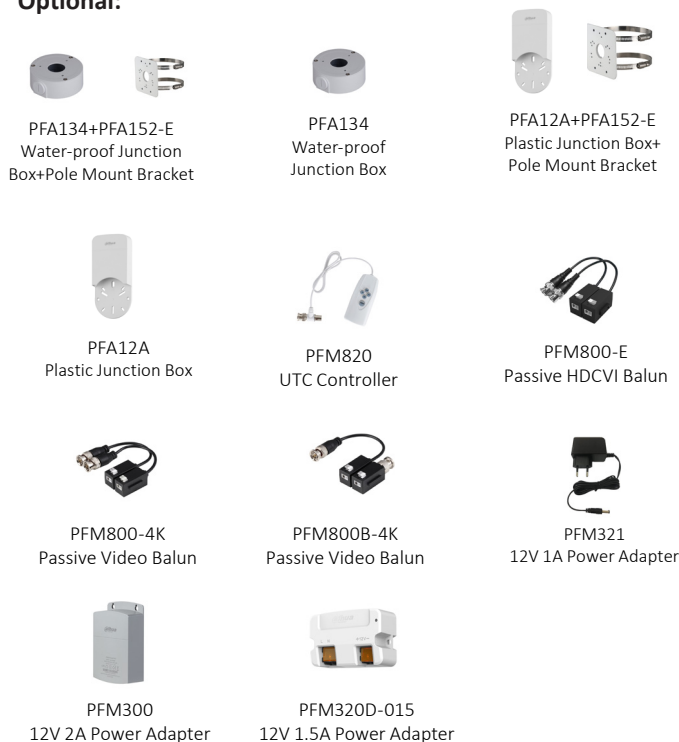 Optional:
PFA134+PFA152-E
Water-proof Junction
Box+Pole Mount Bracket
PFA134
Water-proof
Junction Box
PFA12A+PFA152-E
Plastic Junction Box+
Pole Mount Bracket
PFA12A
Plastic Junction Box
PFM820
UTC Controller
PFM800-E
Passive HDCVI Balun
PFM800-4K
Passive Video Balun
PFM800B-4K
Passive Video Balun
PFM321
12V 1A Power Adapter
PFM300
12V 2A Power Adapter
PFM320D-015
12V 1.5A Power Adapter